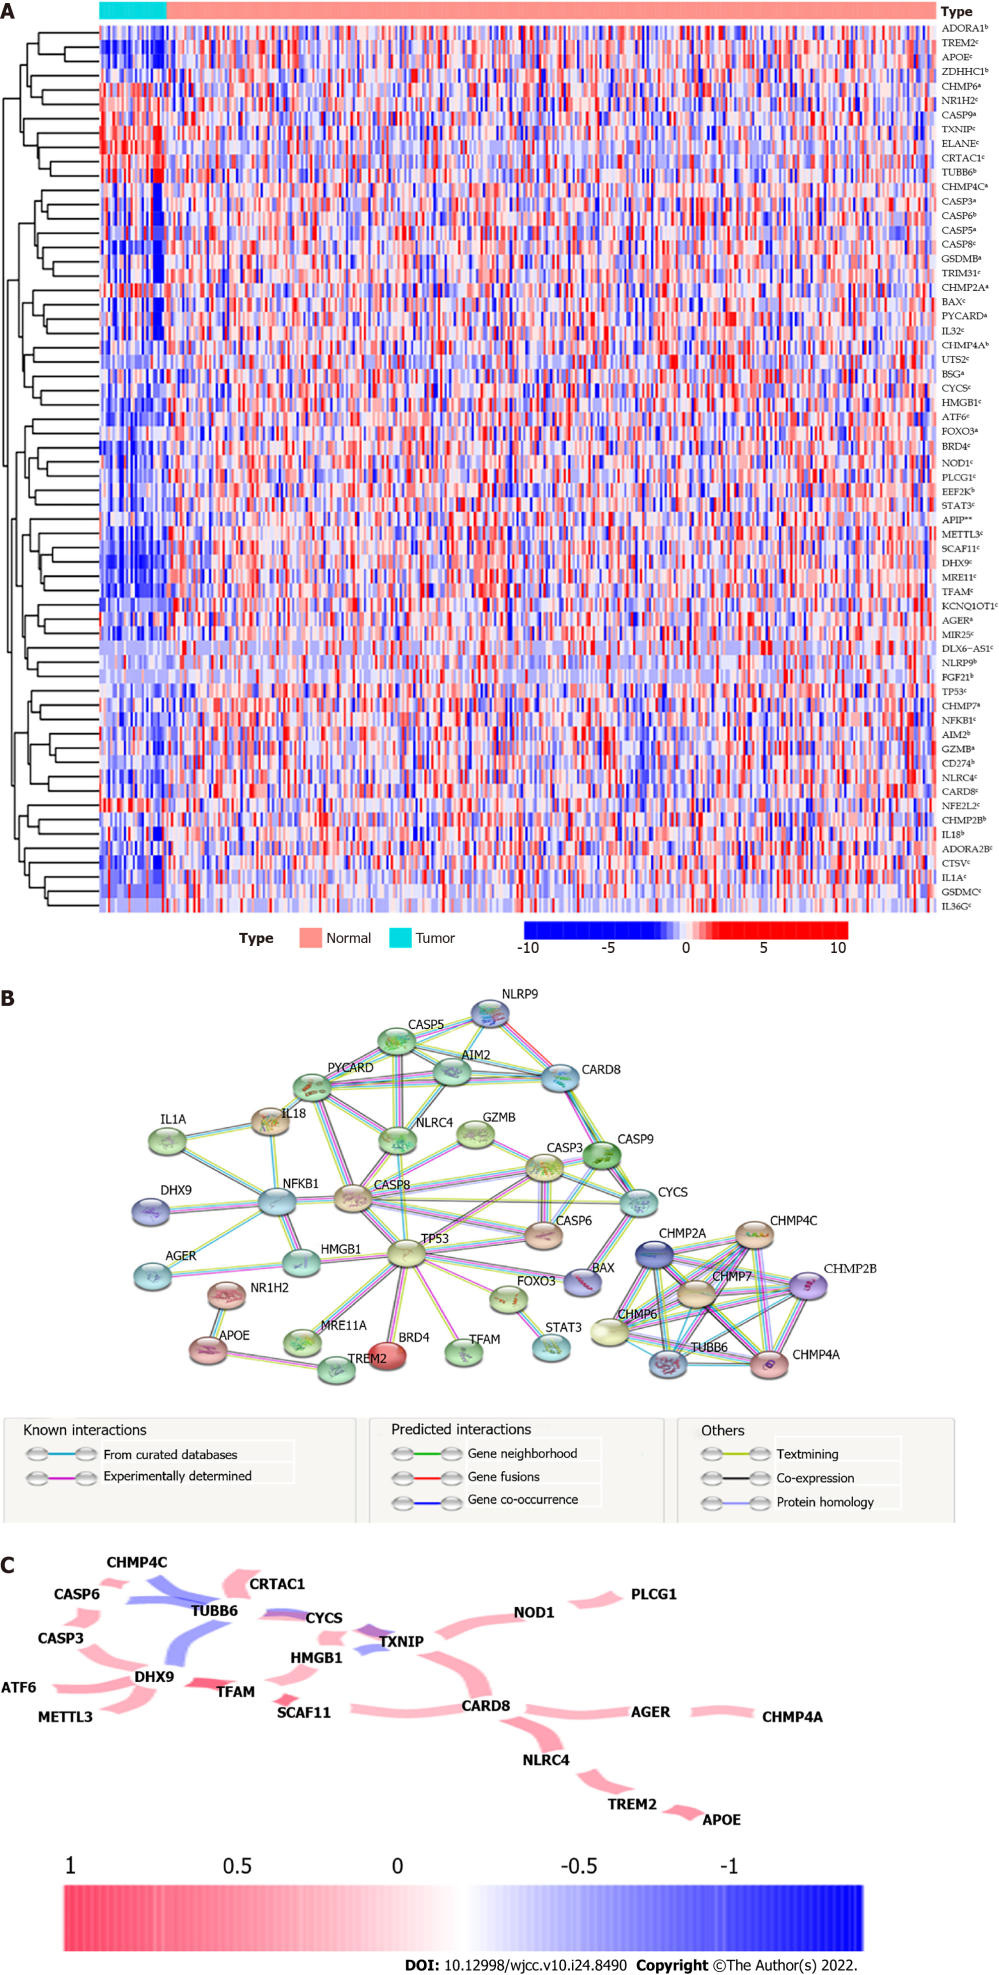 A
Type
ADORA1ᵇ
TREM2ᶜ
APOEᶜ
ZDHHC1ᵇ
CHMP6ᵃ
NR1H2ᶜ
CASP9ᵃ
TXNIPᶜ
ELANEᶜ
CRTAC1ᶜ
TUBB6ᵇ
CHMP4Cᵃ
CASP3ᵃ
CASP6ᵇ
CASP5ᵃ
CASP8ᶜ
GSDMBᵃ
TRIM31ᶜ
CHMP2Aᵃ
BAXᶜ
PYCARDᵃ
IL32ᶜ
CHMP4Aᵇ
UTS2ᶜ
BSGᵃ
CYCSᶜ
HMGB1ᶜ
ATF6ᶜ
FOXO3ᵃ
BRD4ᶜ
NOD1ᶜ
PLCG1ᶜ
EEF2Kᵇ
STAT3ᶜ
APIP**
METTL3ᶜ
SCAF11ᶜ
DHX9ᶜ
MRE11ᶜ
TFAMᶜ
KCNQ1OT1ᶜ
AGERᵃ
MIR25ᶜ
DLX6−AS1ᶜ
NLRP9ᵇ
FGF21ᵇ
TP53ᶜ
CHMP7ᵃ
NFKB1ᶜ
AIM2ᵇ
GZMBᵃ
CD274ᵇ
NLRC4ᶜ
CARD8ᶜ
NFE2L2ᶜ
CHMP2Bᵇ
IL18ᵇ
ADORA2Bᶜ
CTSVᶜ
IL1Aᶜ
GSDMCᶜ
IL36Gᶜ
Type Normal Tumor
-10 -5 0 5 10
B
NLRP9
CASP5
AIM2
PYCARD
CARD8
IL1A
IL18
NLRC4
GZMB
CASP3
CASP9
DHX9
NFKB1
CASP8
CYCS
CASP6
TP53
AGER
HMGB1
CHMP2A
CHMP4C
NR1H2
FOXO3
BAX
CHMP7
CHMP2B
CHMP6
APOE
MRE11A
TREM2
BRD4
TFAM
STAT3
TUBB6
CHMP4A
Known interactions
From curated databases
Experimentally determined
Predicted interactions
Gene neighborhood
Gene fusions
Gene co-occurrence
Others
Textmining
Co-expression
Protein homology
C
CHMP4C
CASP6
CRTAC1
TUBB6
CYCS
NOD1
PLCG1
CASP3
TXNIP
HMGB1
DHX9
ATF6
TFAM
METTL3
SCAF11
CARD8
AGER
CHMP4A
NLRC4
TREM2
APOE
1 0.5 0 -0.5 -1
DOI: 10.12998/wjcc.v10.i24.8490 Copyright ©The Author(s) 2022.